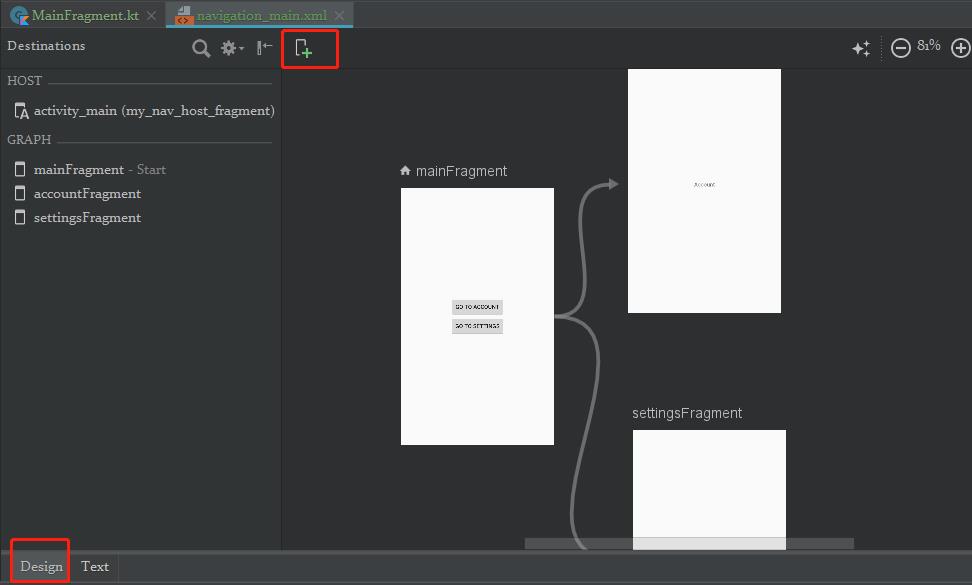 MainFragment.kt
navigation_main.xml
Destinations
81%
HOST
activity_main (my_nav_host_fragment)
GRAPH
mainFragment - Start
accountFragment
settingsFragment
mainFragment
GO TO ACCOUNT
GO TO SETTINGS
Account
settingsFragment
Design
Text